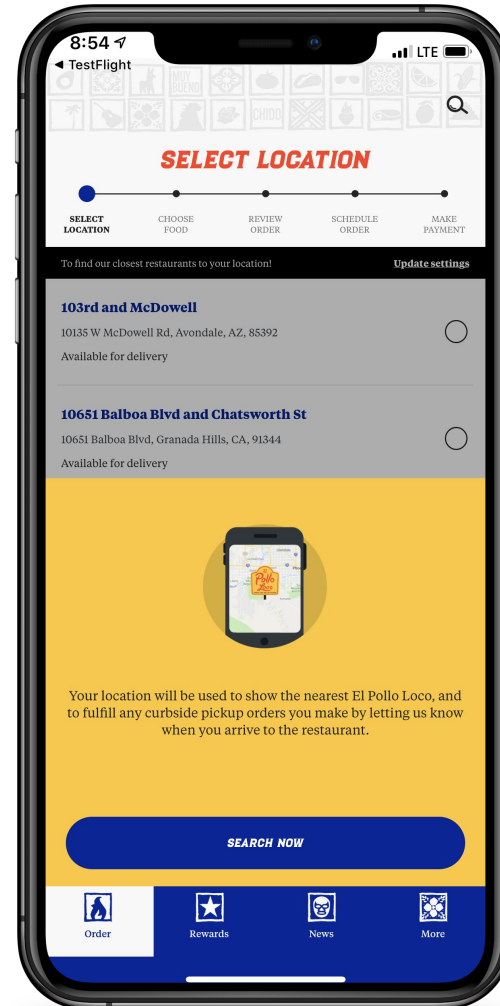 8:54
LTE
◄ TestFlight
MUY
BUENO
CHIDO
SELECT LOCATION
SELECT
LOCATION
CHOOSE
FOOD
REVIEW
ORDER
SCHEDULE
ORDER
MAKE
PAYMENT
To find our closest restaurants to your location!
Update settings
103rd and McDowell
10135 W McDowell Rd, Avondale, AZ, 85392
Available for delivery
10651 Balboa Blvd and Chatsworth St
10651 Balboa Blvd, Granada Hills, CA, 91344
Available for delivery
Pollo
Loco
Your location will be used to show the nearest El Pollo Loco, and
to fulfill any curbside pickup orders you make by letting us know
when you arrive to the restaurant.
SEARCH NOW
Order
Rewards
News
More